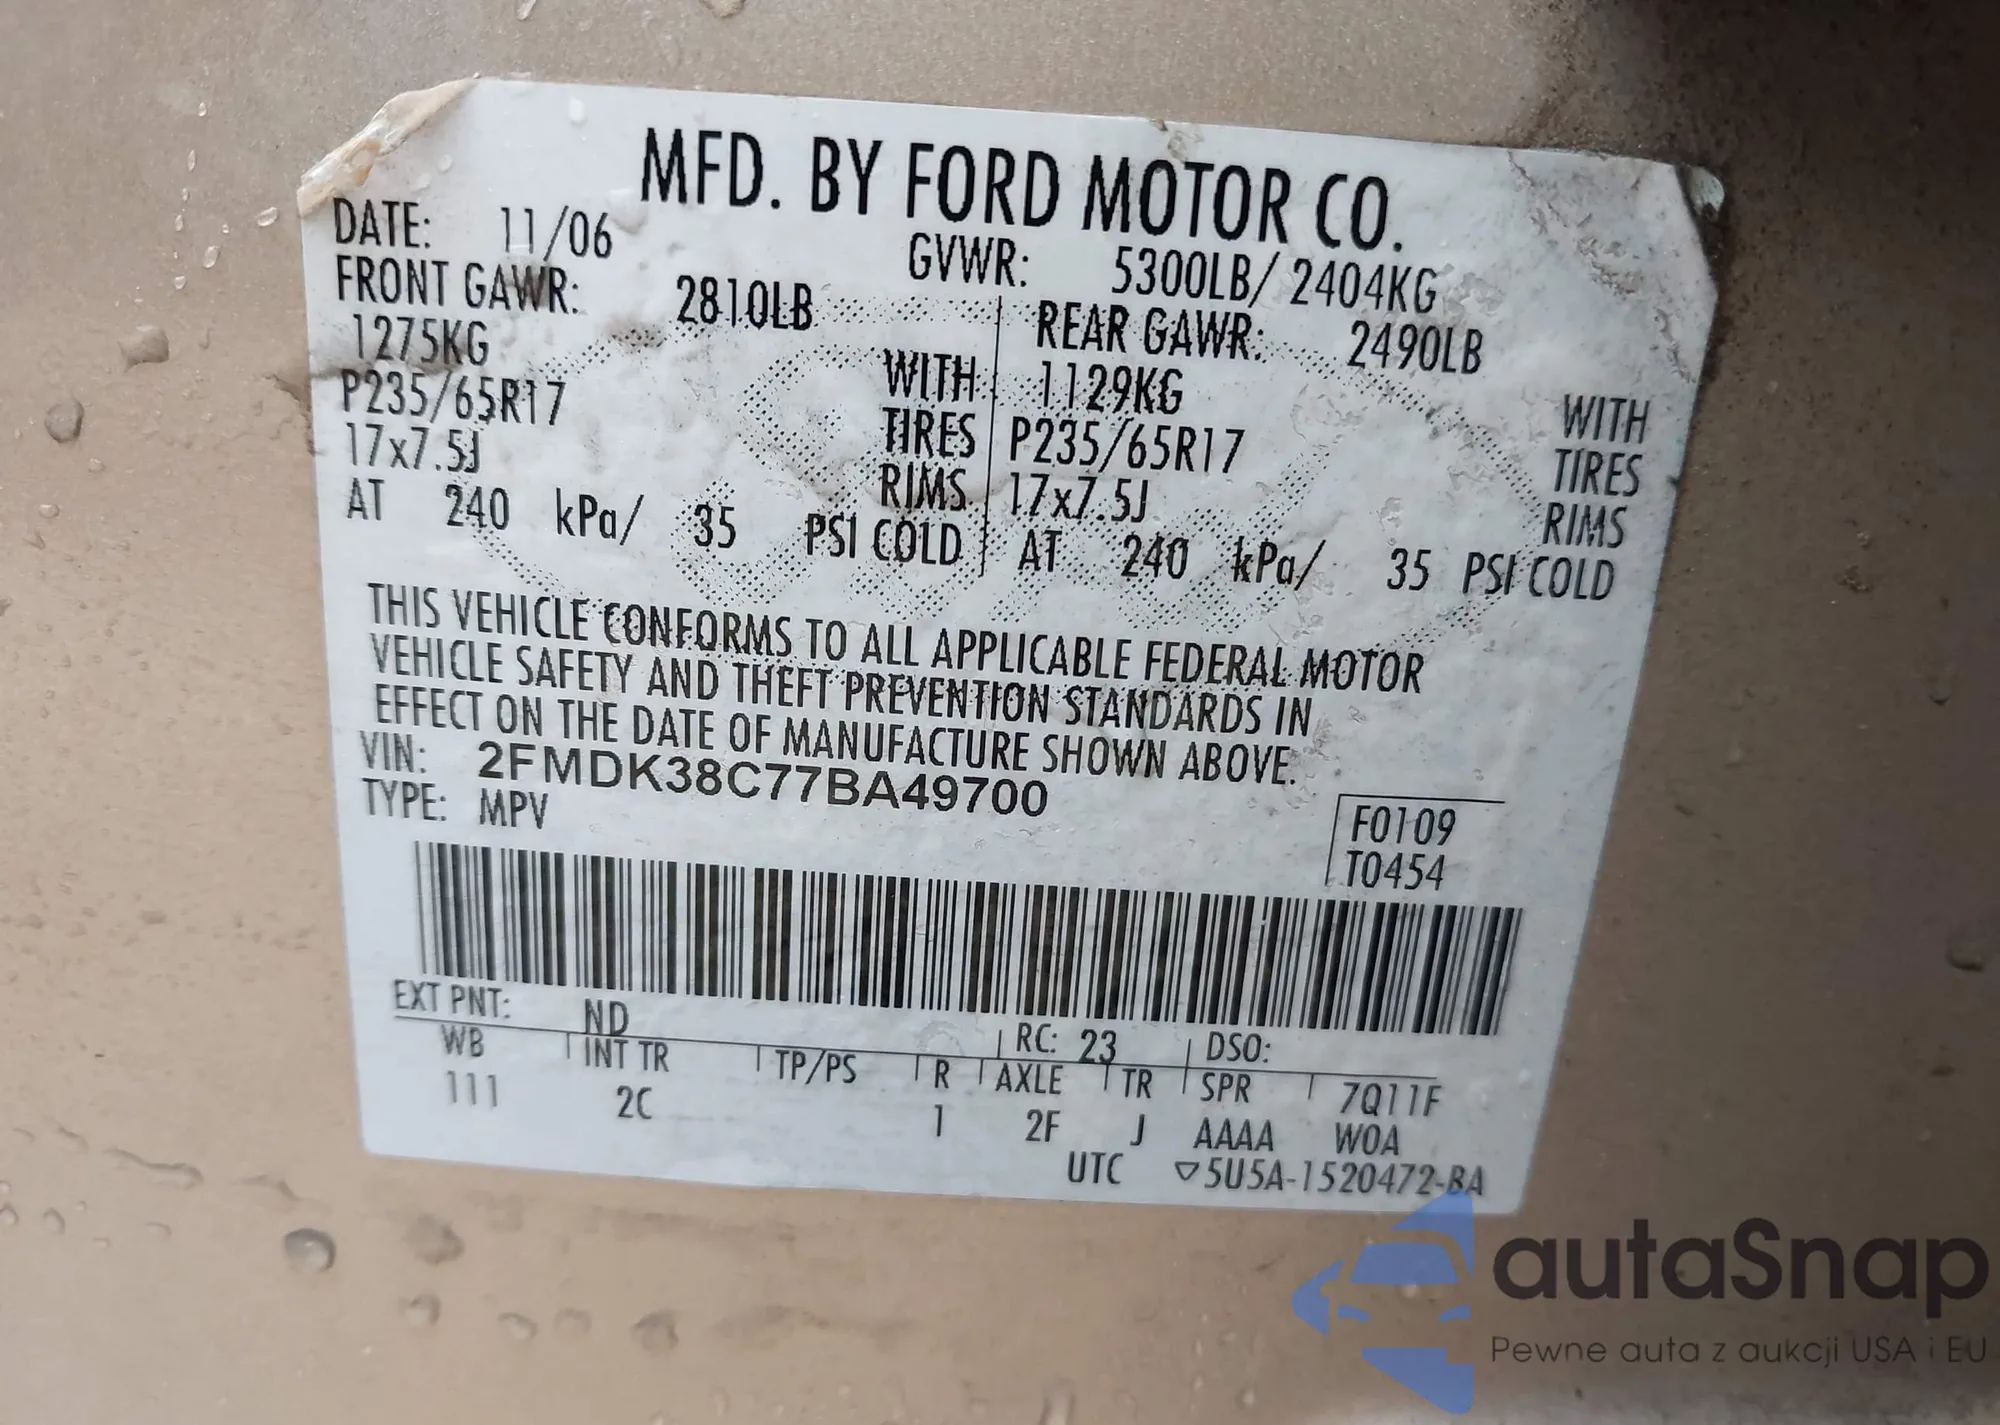 MFD. BY FORD MOTOR CO.
DATE: 11/06 GVWR: 5300LB/ 2404KG
FRONT GAWR: 2810LB REAR GAWR: 2490LB
1275KG WITH 1129KG WITH
P235/65R17 TIRES P235/65R17 TIRES
17x7.5J RIMS 17x7.5J RIMS
AT 240 kPa/ 35 PSI COLD AT 240 kPa/ 35 PSI COLD
THIS VEHICLE CONFORMS TO ALL APPLICABLE FEDERAL MOTOR
VEHICLE SAFETY AND THEFT PREVENTION STANDARDS IN
EFFECT ON THE DATE OF MANUFACTURE SHOWN ABOVE.
VIN: 2FMDK38C77BA49700
TYPE: MPV
F0109
T0454
EXT PNT: ND RC: 23 DSO:
WB INT TR TP/PS R AXLE TR SPR 7Q11F
111 2C 1 2F J AAAA WOA
UTC ▽5U5A-1520472-BA
autaSnap
Pewne auta z aukcji USA i EU